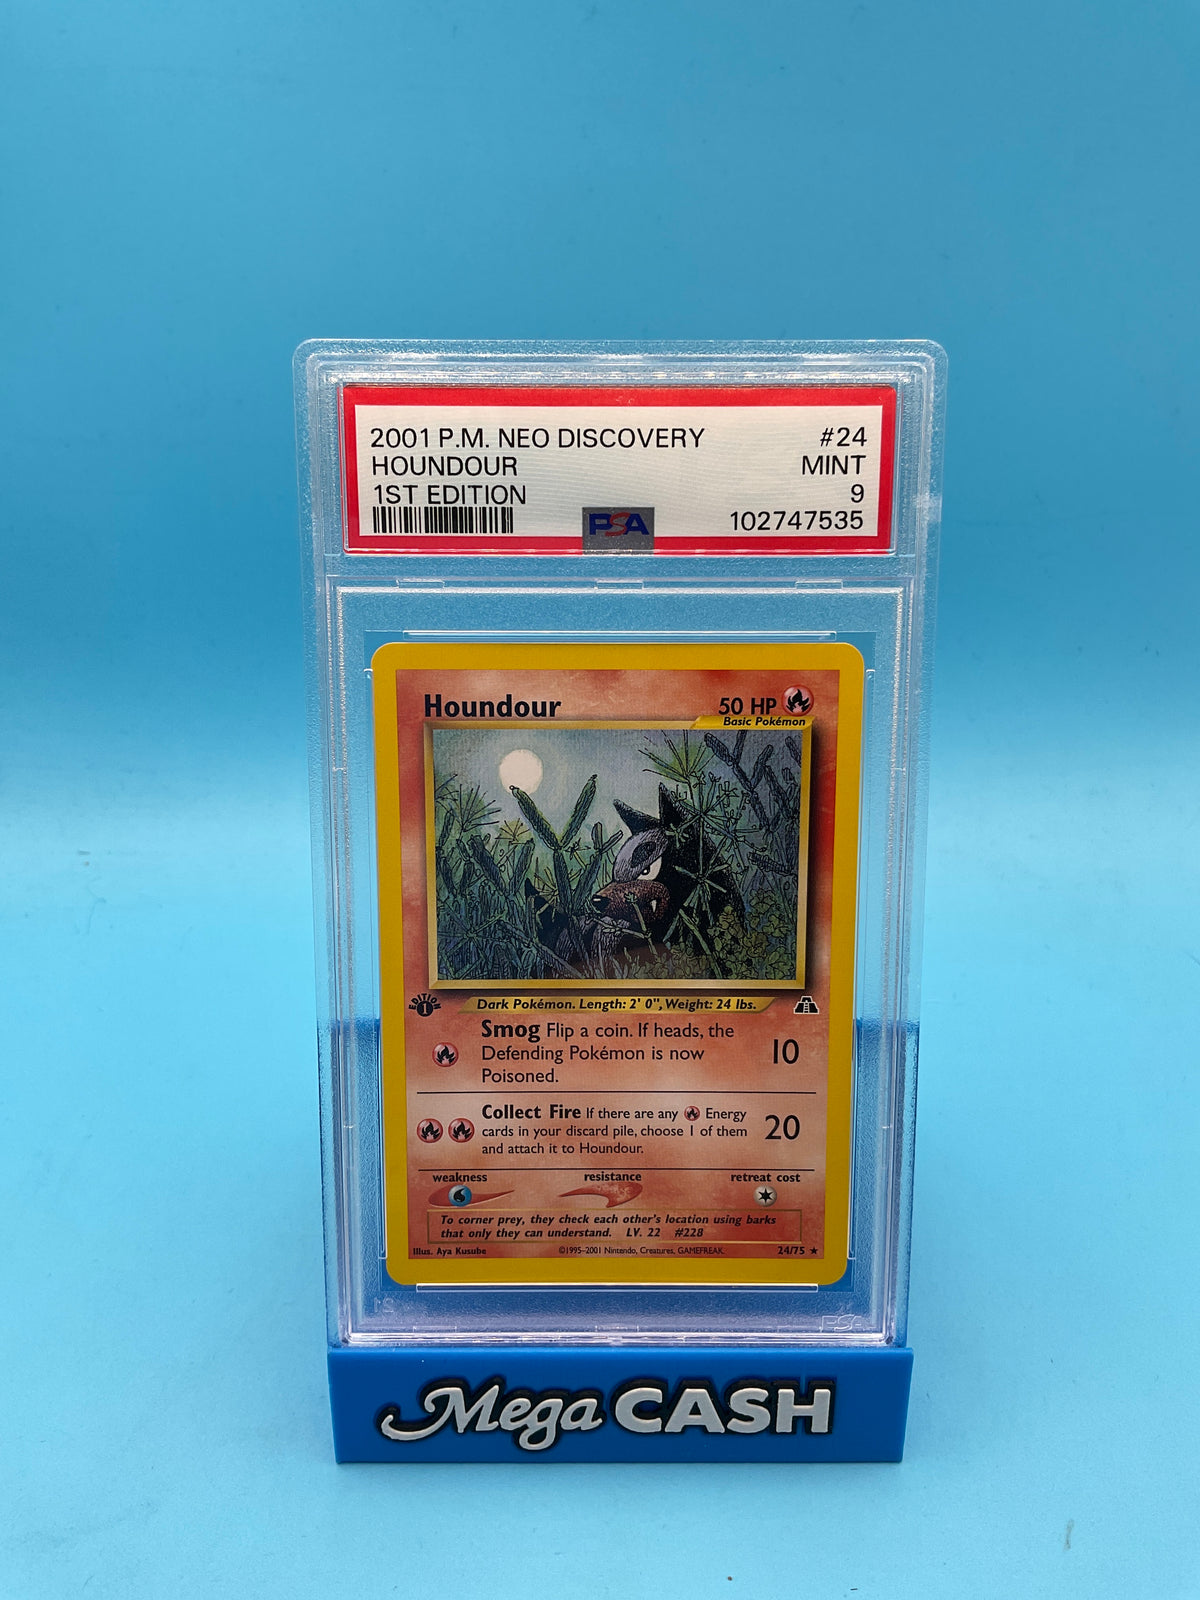 2001 P.M. NEO DISCOVERY #24
HOUNDOUR MINT
1ST EDITION 9
PSA 102747535
Houndour 50 HP
Basic Pokémon
EDITION 1
Dark Pokémon. Length: 2' 0", Weight: 24 lbs.
Smog Flip a coin. If heads, the
Defending Pokémon is now 10
Poisoned.
Collect Fire If there are any Energy
cards in your discard pile, choose 1 of them 20
and attach it to Houndour.
weakness resistance retreat cost
To corner prey, they check each other's location using barks
that only they can understand. LV. 22 #228
Illus. Aya Kusube ©1995–2001 Nintendo, Creatures, GAMEFREAK. 24/75 ★
PSA
Mega CASH